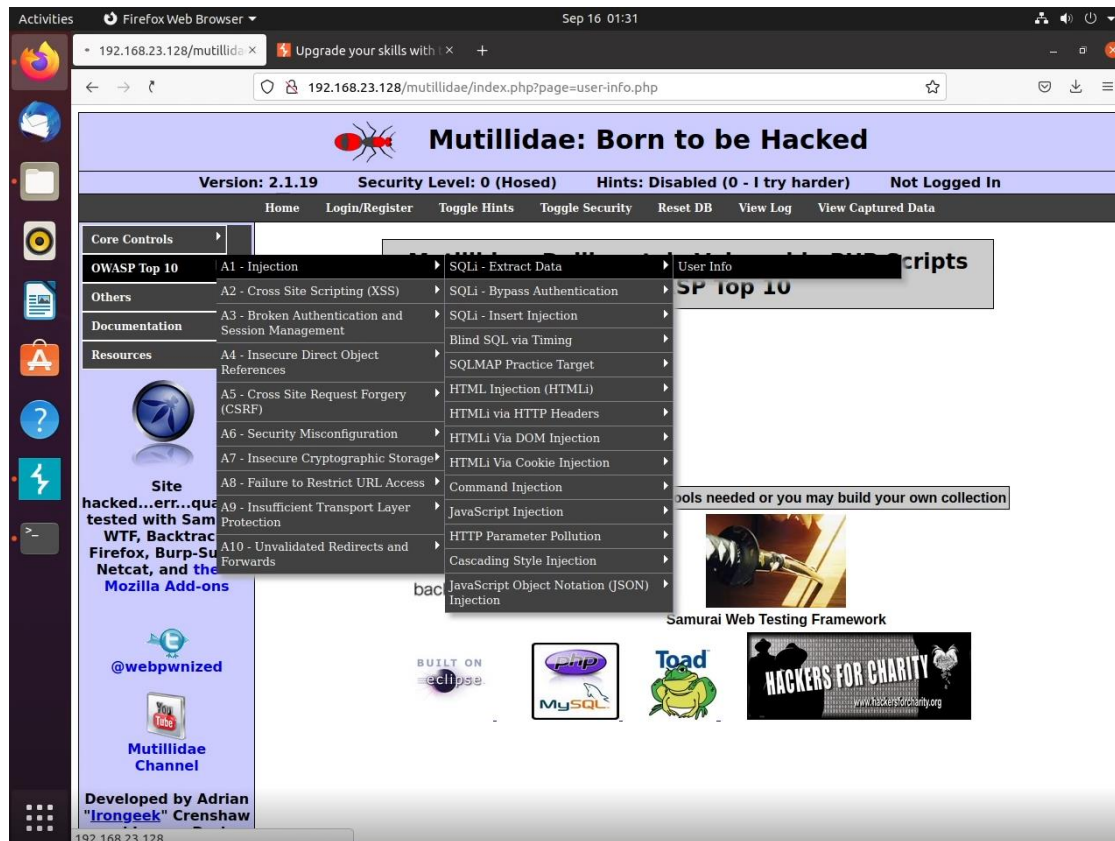 Activities
Firefox Web Browser
Sep 16 01:31
192.168.23.128/mutillida
Upgrade your skills with t
192.168.23.128/mutillidae/index.php?page=user-info.php
Mutillidae: Born to be Hacked
Version: 2.1.19 Security Level: 0 (Hosed) Hints: Disabled (0 - I try harder) Not Logged In
Home Login/Register Toggle Hints Toggle Security Reset DB View Log View Captured Data
Core Controls
OWASP Top 10
Others
Documentation
Resources
A1 - Injection
A2 - Cross Site Scripting (XSS)
A3 - Broken Authentication and
Session Management
A4 - Insecure Direct Object
References
A5 - Cross Site Request Forgery
(CSRF)
A6 - Security Misconfiguration
A7 - Insecure Cryptographic Storage
A8 - Failure to Restrict URL Access
A9 - Insufficient Transport Layer
Protection
A10 - Unvalidated Redirects and
Forwards
SQLi - Extract Data
SQLi - Bypass Authentication
SQLi - Insert Injection
Blind SQL via Timing
SQLMAP Practice Target
HTML Injection (HTMLi)
HTMLi via HTTP Headers
HTMLi Via DOM Injection
HTMLi Via Cookie Injection
Command Injection
JavaScript Injection
HTTP Parameter Pollution
Cascading Style Injection
JavaScript Object Notation (JSON)
Injection
User Info
cripts
SP Top 10
ools needed or you may build your own collection
back
Samurai Web Testing Framework
BUILT ON
eclipse
php
MySQL
Toad
HACKERS FOR CHARITY
www.hackersforcharity.org
Site
hacked...err...qua
tested with Sam
WTF, Backtrac
Firefox, Burp-Su
Netcat, and the
Mozilla Add-ons
@webpwnized
You
Tube
Mutillidae
Channel
Developed by Adrian
"Irongeek" Crenshaw
192.168.23.128